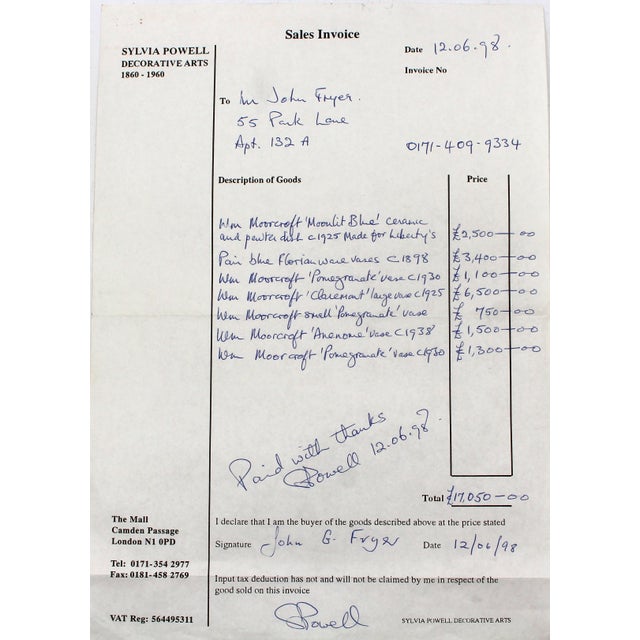 Sales Invoice
SYLVIA POWELL
DECORATIVE ARTS
1860 - 1960
Date 12.06.98.
Invoice No
To Mr John Fryer.
55 Park Lane
Apt. 132 A
0171-409-9334
Description of Goods Price
Wm Moorcroft 'Moonlit Blue' ceramic
and pewter dish c1925 Made for Liberty's £2,500-00
Pair blue Florian ware vases c1898 £3,400-00
Wm Moorcroft 'Pomegranate' vase c1930 £1,100-00
Wm Moorcroft 'Claremont' large vase c1925 £6,500-00
Wm Moorcroft small 'Pomegranate' vase £ 750-00
Wm Moorcroft 'Anenome' vase c1938 £1,500-00
Wm Moorcroft 'Pomegranate' vase c1930 £1,300-00
Paid with thanks
SPowell 12.06.98.
Total £17,050-00
The Mall
Camden Passage
London N1 0PD
Tel: 0171-354 2977
Fax: 0181-458 2769
VAT Reg: 564495311
I declare that I am the buyer of the goods described above at the price stated
Signature John G. Fryer Date 12/06/98
Input tax deduction has not and will not be claimed by me in respect of the
good sold on this invoice
SPowell
SYLVIA POWELL DECORATIVE ARTS